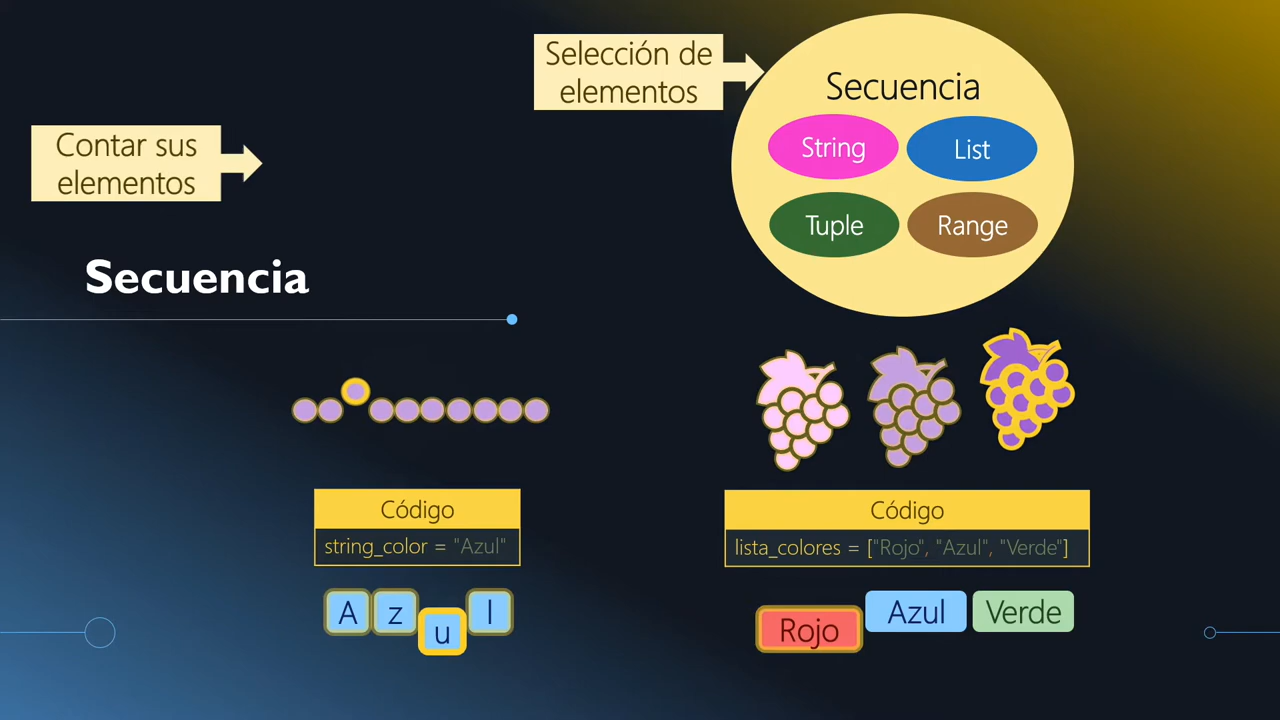 Selección de
elementos
Secuencia
String
List
Contar sus
elementos
Tuple
Range
Secuencia
Código
string_color = "Azul"
A z u l
Código
lista_colores = ["Rojo", "Azul", "Verde"]
Rojo Azul Verde